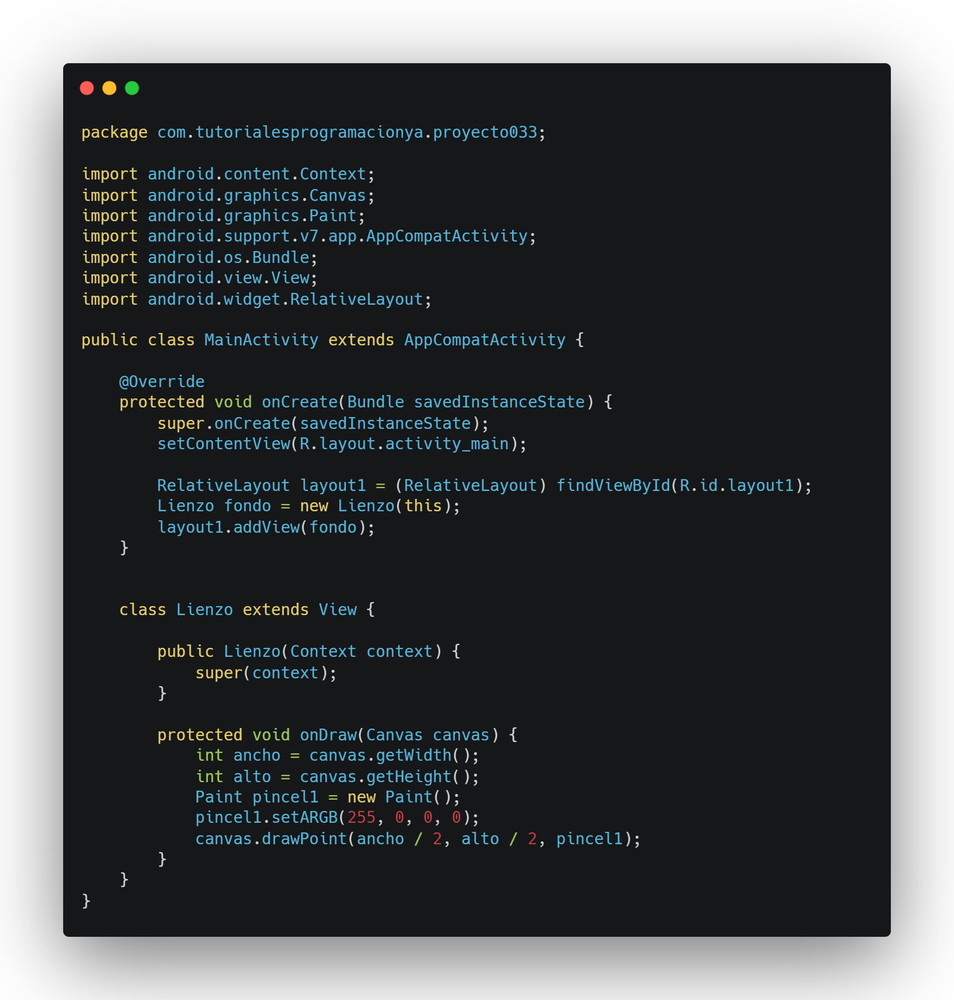 package com.tutorialesprogramacionya.proyecto033;

import android.content.Context;
import android.graphics.Canvas;
import android.graphics.Paint;
import android.support.v7.app.AppCompatActivity;
import android.os.Bundle;
import android.view.View;
import android.widget.RelativeLayout;

public class MainActivity extends AppCompatActivity {

    @Override
    protected void onCreate(Bundle savedInstanceState) {
        super.onCreate(savedInstanceState);
        setContentView(R.layout.activity_main);

        RelativeLayout layout1 = (RelativeLayout) findViewById(R.id.layout1);
        Lienzo fondo = new Lienzo(this);
        layout1.addView(fondo);
    }


    class Lienzo extends View {

        public Lienzo(Context context) {
            super(context);
        }

        protected void onDraw(Canvas canvas) {
            int ancho = canvas.getWidth();
            int alto = canvas.getHeight();
            Paint pincel1 = new Paint();
            pincel1.setARGB(255, 0, 0, 0);
            canvas.drawPoint(ancho / 2, alto / 2, pincel1);
        }
    }
}